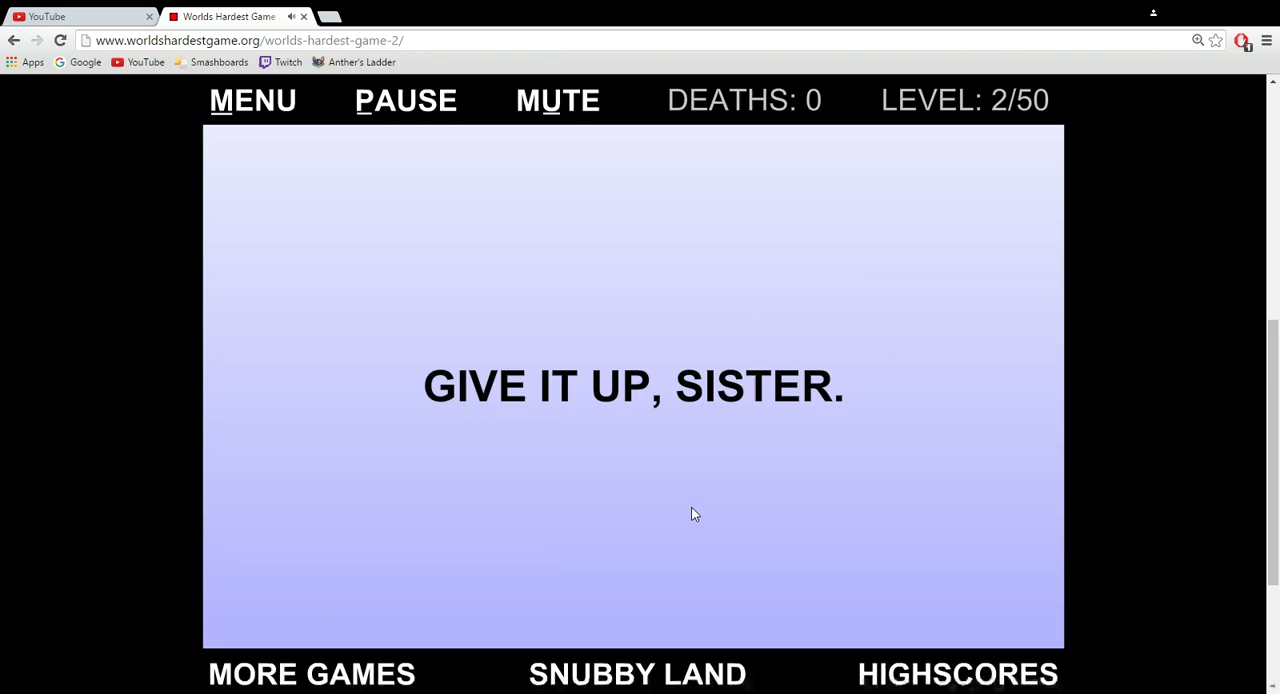 YouTube
Worlds Hardest Game
www.worldshardestgame.org/worlds-hardest-game-2/
Apps Google YouTube Smashboards Twitch Anther's Ladder
1
MENU PAUSE MUTE DEATHS: 0 LEVEL: 2/50
GIVE IT UP, SISTER.
MORE GAMES SNUBBY LAND HIGHSCORES